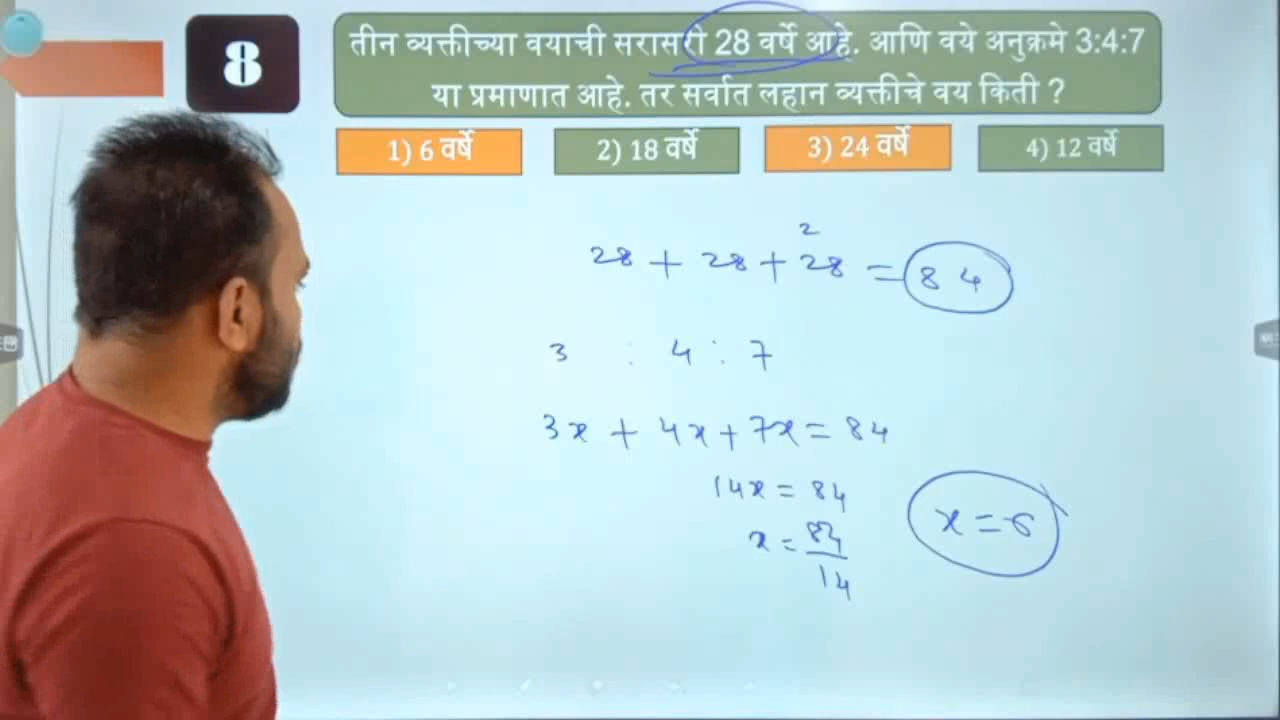 8
तीन व्यक्तीच्या वयाची सरासरी 28 वर्षे आहे. आणि वये अनुक्रमे 3:4:7
या प्रमाणात आहे. तर सर्वात लहान व्यक्तीचे वय किती ?
1) 6 वर्षे 2) 18 वर्षे 3) 24 वर्षे 4) 12 वर्षे
2
28 + 28 + 28 = 84
3 : 4 : 7
3x + 4x + 7x = 84
14x = 84
x = 84/14
x = 6